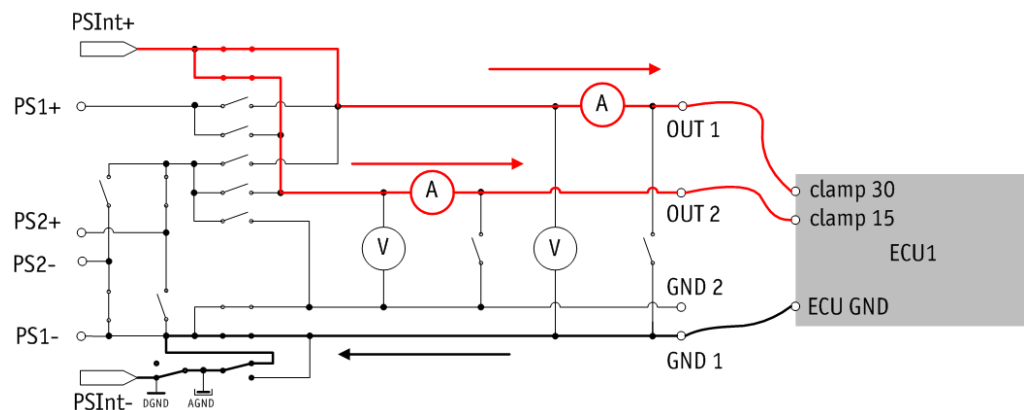 PSInt+
PS1+
A
OUT 1
clamp 30
A
OUT 2
clamp 15
PS2+
V
V
ECU1
PS2-
GND 2
ECU GND
PS1-
GND 1
PSInt-
DGND
AGND